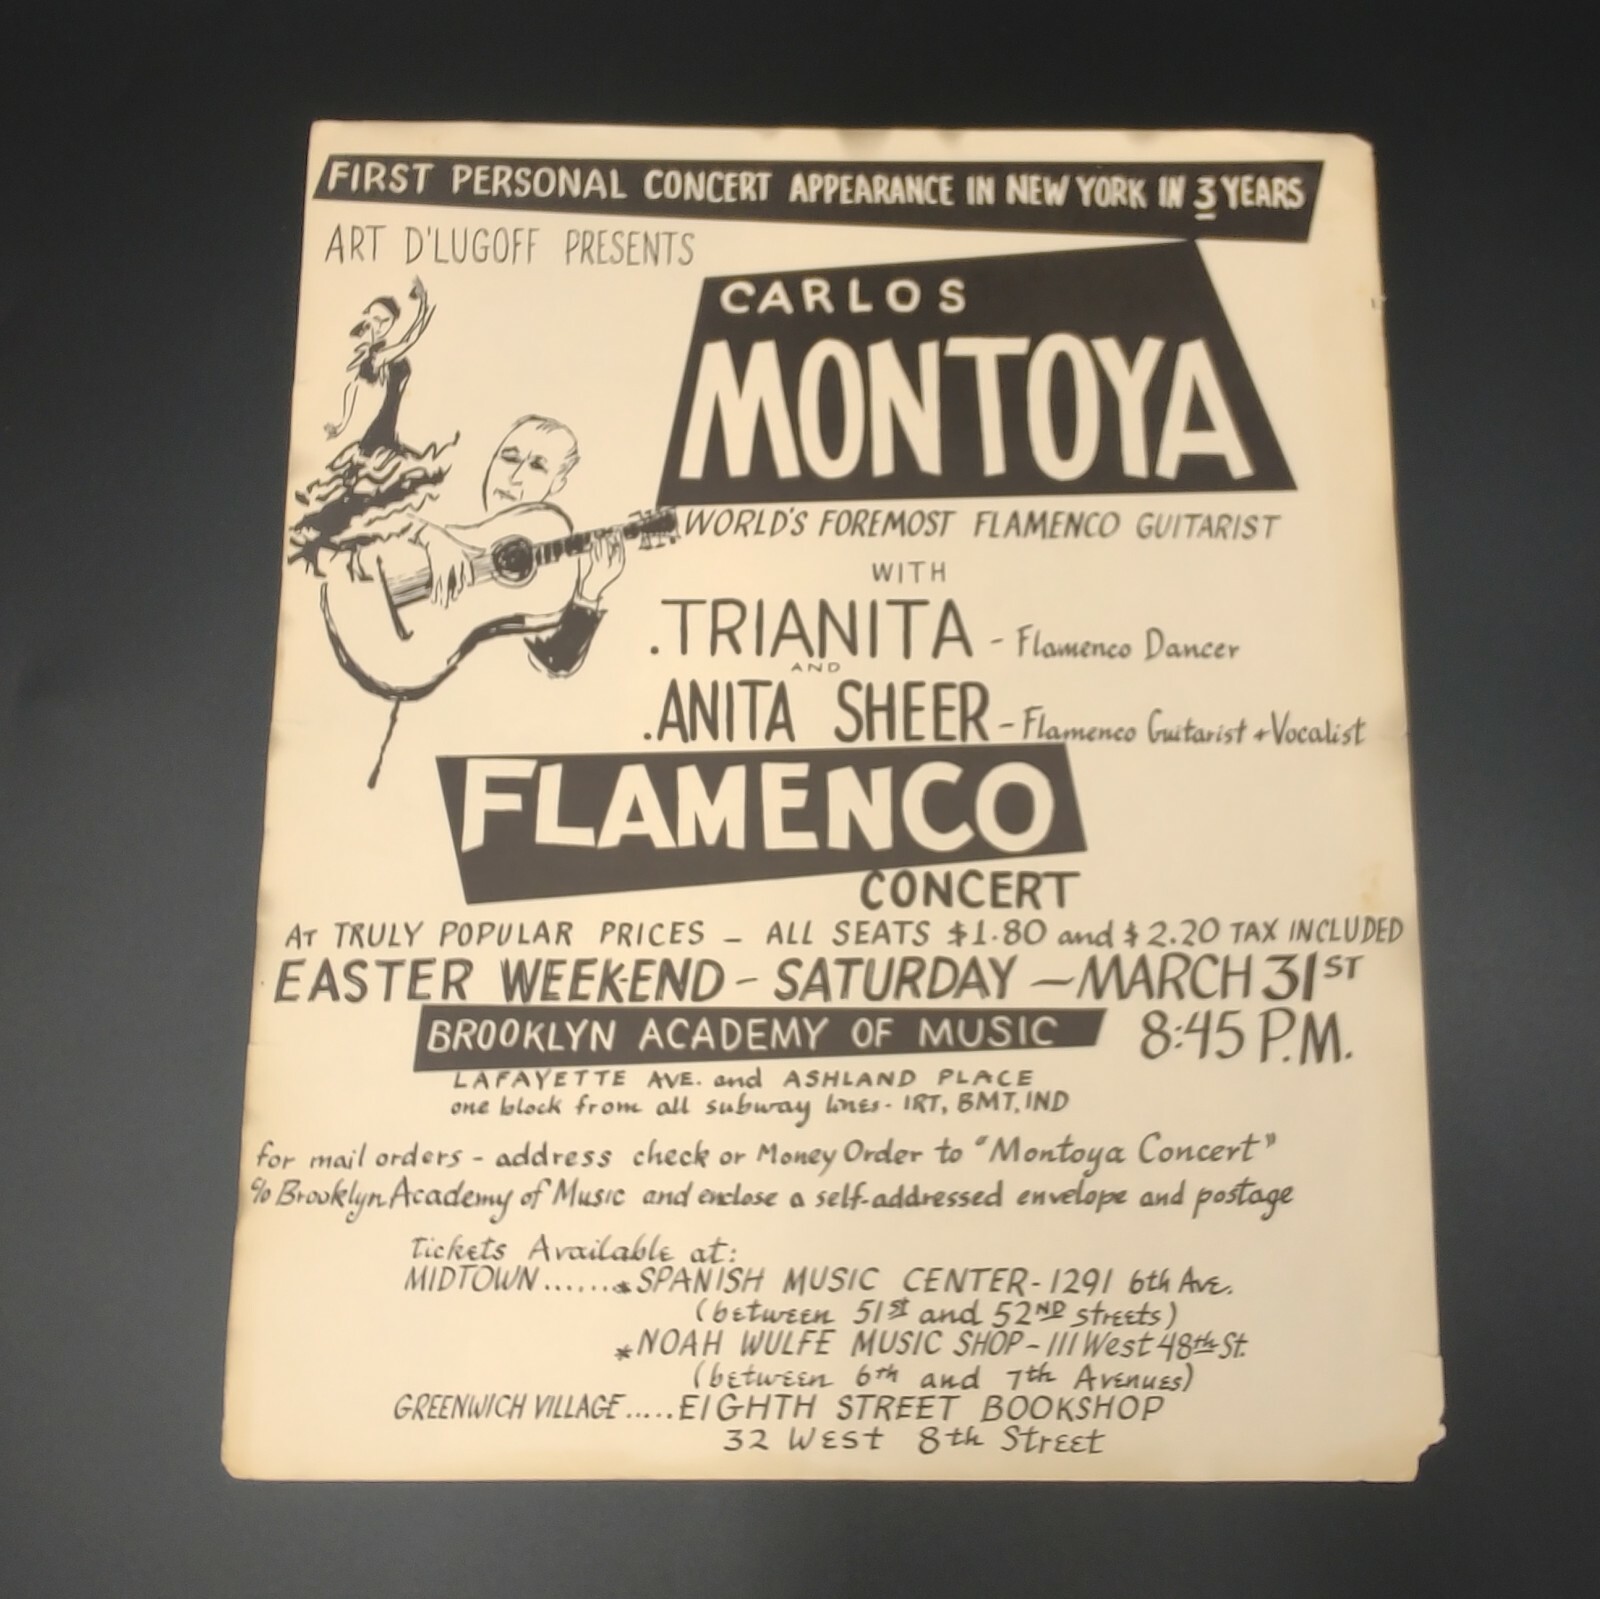 FIRST PERSONAL CONCERT APPEARANCE IN NEW YORK IN 3 YEARS
ART D'LUGOFF PRESENTS
CARLOS
MONTOYA
WORLD'S FOREMOST FLAMENCO GUITARIST
WITH
.TRIANITA - Flamenco Dancer
AND
.ANITA SHEER - Flamenco Guitarist + Vocalist
FLAMENCO
CONCERT
AT TRULY POPULAR PRICES - ALL SEATS $1.80 and $2.20 TAX INCLUDED
EASTER WEEK-END - SATURDAY - MARCH 31ST
BROOKLYN ACADEMY OF MUSIC 8:45 P.M.
LAFAYETTE AVE. and ASHLAND PLACE
one block from all subway lines - IRT, BMT, IND
for mail orders - address check or Money Order to "Montoya Concert"
c/o Brooklyn Academy of Music and enclose a self-addressed envelope and postage
Tickets Available at:
MIDTOWN......*SPANISH MUSIC CENTER - 1291 6th Ave.
(between 51st and 52ND streets)
*NOAH WULFE MUSIC SHOP - 111 West 48th St.
(between 6th and 7th Avenues)
GREENWICH VILLAGE.....EIGHTH STREET BOOKSHOP
32 West 8th Street